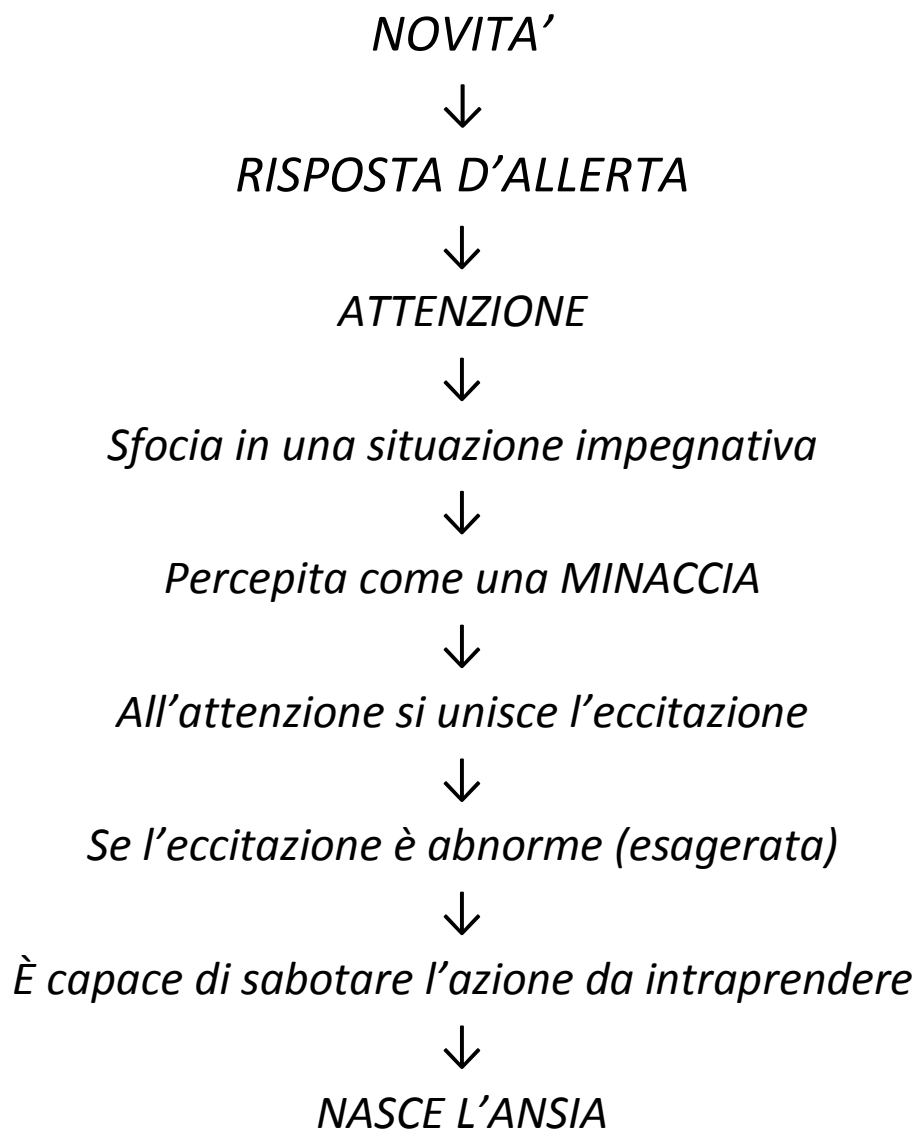 NOVITA’
↓
RISPOSTA D’ALLERTA
↓
ATTENZIONE
↓
Sfocia in una situazione impegnativa
↓
Percepita come una MINACCIA
↓
All’attenzione si unisce l’eccitazione
↓
Se l’eccitazione è abnorme (esagerata)
↓
È capace di sabotare l’azione da intraprendere
↓
NASCE L’ANSIA